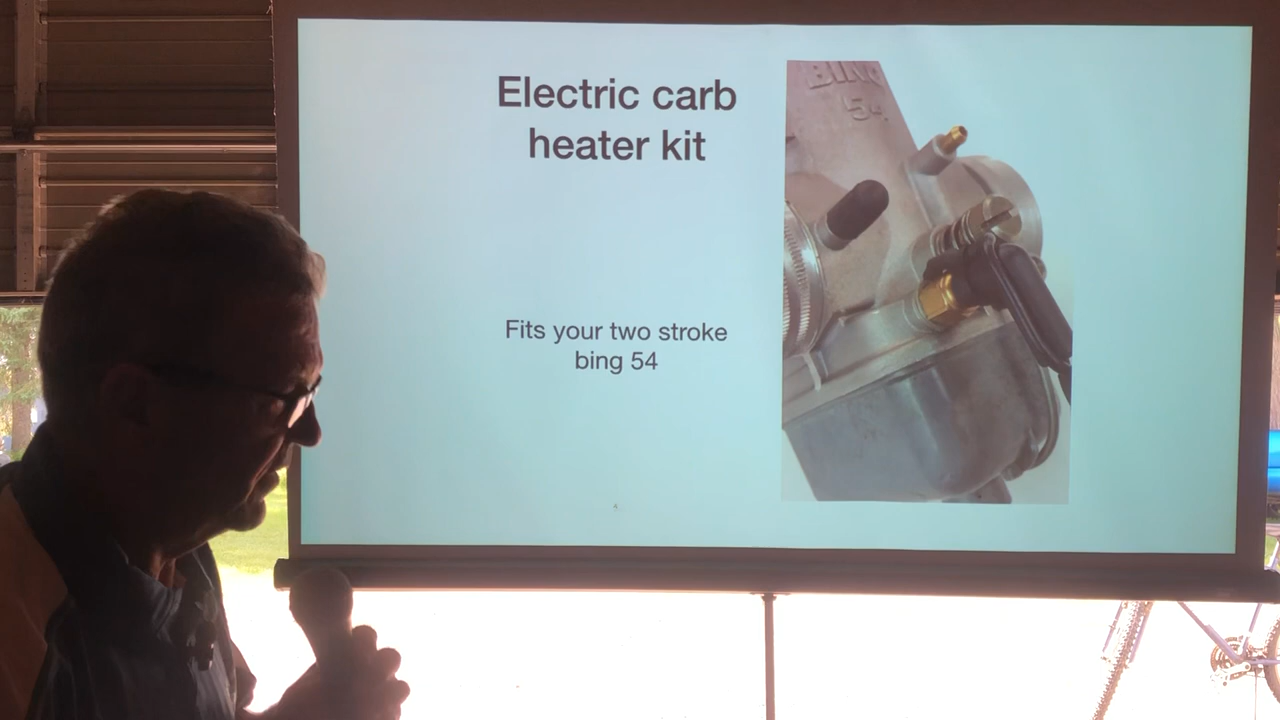 Electric carb
heater kit
Fits your two stroke
bing 54
BING
54